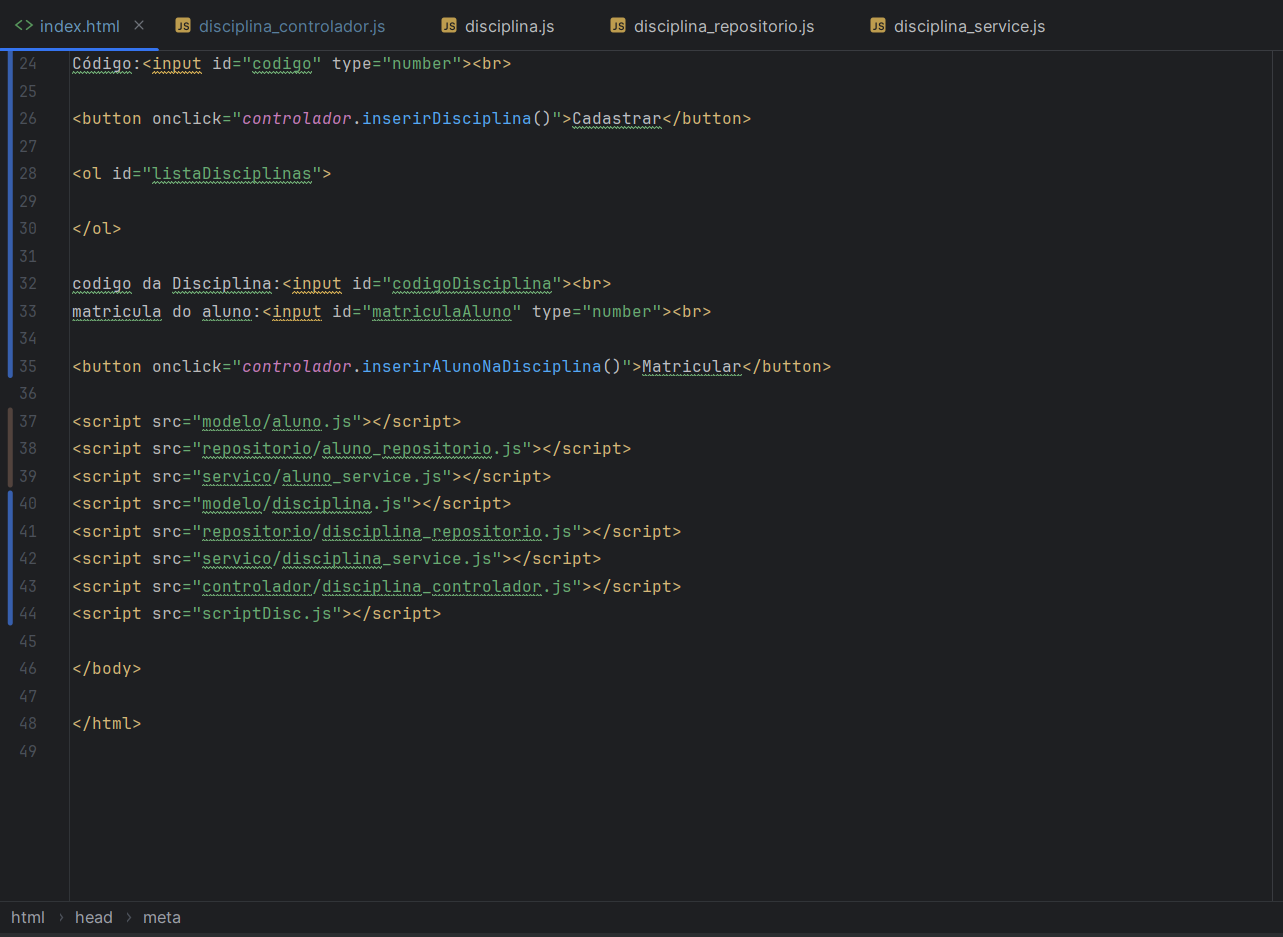 index.html
disciplina_controlador.js
disciplina.js
disciplina_repositorio.js
disciplina_service.js
24 Código:<input id="codigo" type="number"><br>
25
26 <button onclick="controlador.inserirDisciplina()">Cadastrar</button>
27
28 <ol id="listaDisciplinas">
29
30 </ol>
31
32 codigo da Disciplina:<input id="codigoDisciplina"><br>
33 matricula do aluno:<input id="matriculaAluno" type="number"><br>
34
35 <button onclick="controlador.inserirAlunoNaDisciplina()">Matricular</button>
36
37 <script src="modelo/aluno.js"></script>
38 <script src="repositorio/aluno_repositorio.js"></script>
39 <script src="servico/aluno_service.js"></script>
40 <script src="modelo/disciplina.js"></script>
41 <script src="repositorio/disciplina_repositorio.js"></script>
42 <script src="servico/disciplina_service.js"></script>
43 <script src="controlador/disciplina_controlador.js"></script>
44 <script src="scriptDisc.js"></script>
45
46 </body>
47
48 </html>
49
html › head › meta